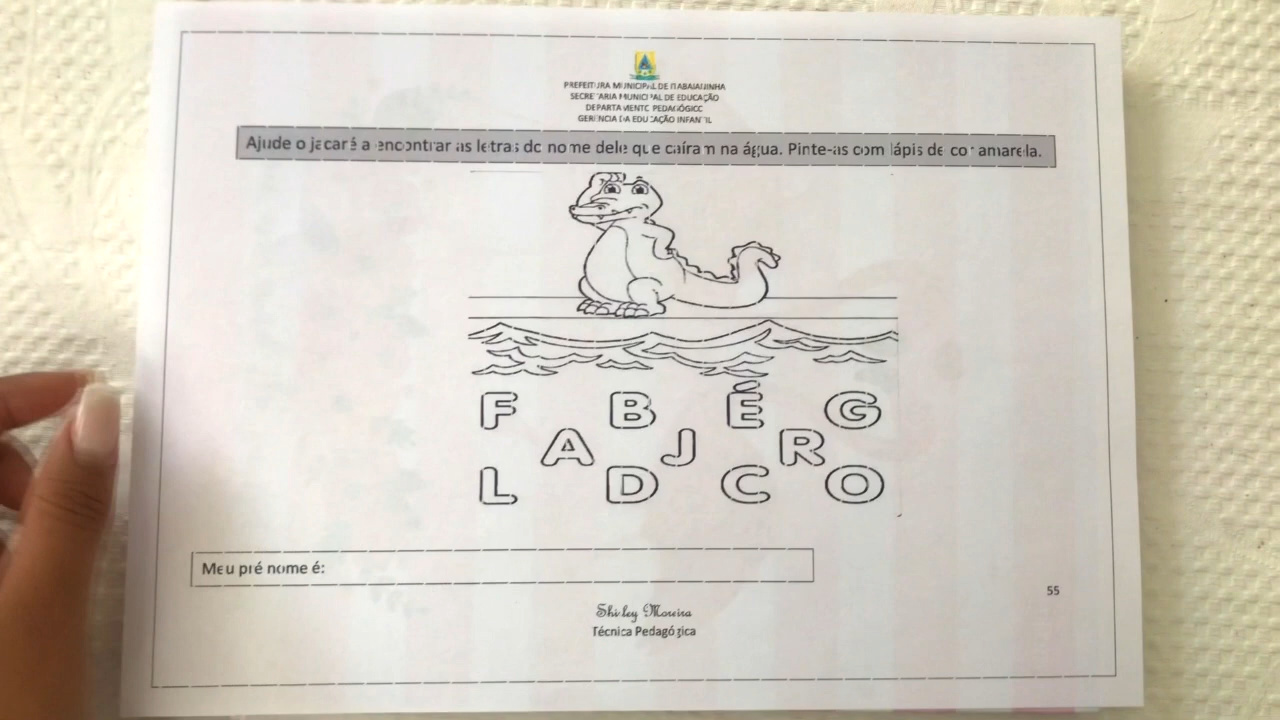 PREFEITURA MUNICIPAL DE ITABAIANINHA
SECRETARIA MUNICIPAL DE EDUCAÇÃO
DEPARTAMENTO PEDAGÓGICO
GERÊNCIA DA EDUCAÇÃO INFANTIL
Ajude o jacaré a encontrar as letras do nome dele que caíram na água. Pinte-as com lápis de cor amarela.
F B É G
A J R
L D C O
Meu pré nome é:
55
Shirley Moreira
Técnica Pedagógica